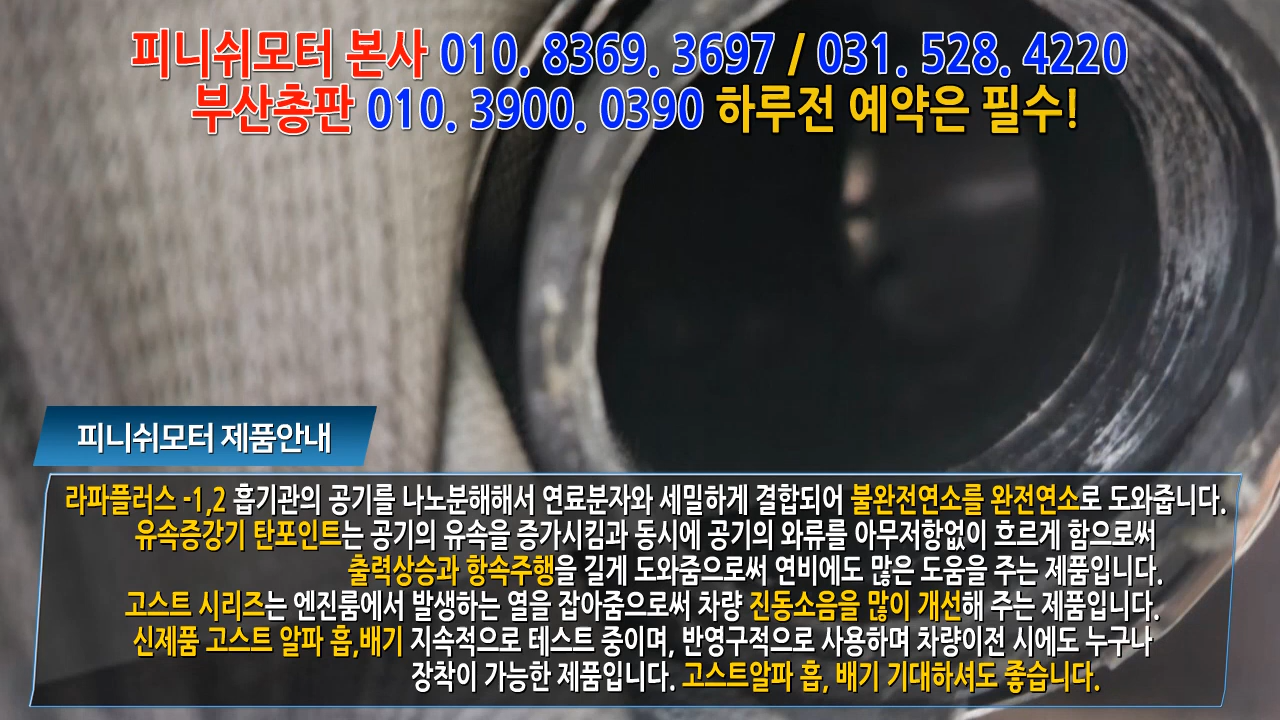 피니쉬모터 본사 010. 8369. 3697 / 031. 528. 4220
부산총판 010. 3900. 0390 하루전 예약은 필수!
피니쉬모터 제품안내
라파플러스 -1,2 흡기관의 공기를 나노분해해서 연료분자와 세밀하게 결합되어 불완전연소를 완전연소로 도와줍니다.
유속증강기 탄포인트는 공기의 유속을 증가시킴과 동시에 공기의 와류를 아무저항없이 흐르게 함으로써
출력상승과 항속주행을 길게 도와줌으로써 연비에도 많은 도움을 주는 제품입니다.
고스트 시리즈는 엔진룸에서 발생하는 열을 잡아줌으로써 차량 진동소음을 많이 개선해 주는 제품입니다.
신제품 고스트 알파 흡,배기 지속적으로 테스트 중이며, 반영구적으로 사용하며 차량이전 시에도 누구나
장착이 가능한 제품입니다. 고스트알파 흡, 배기 기대하셔도 좋습니다.